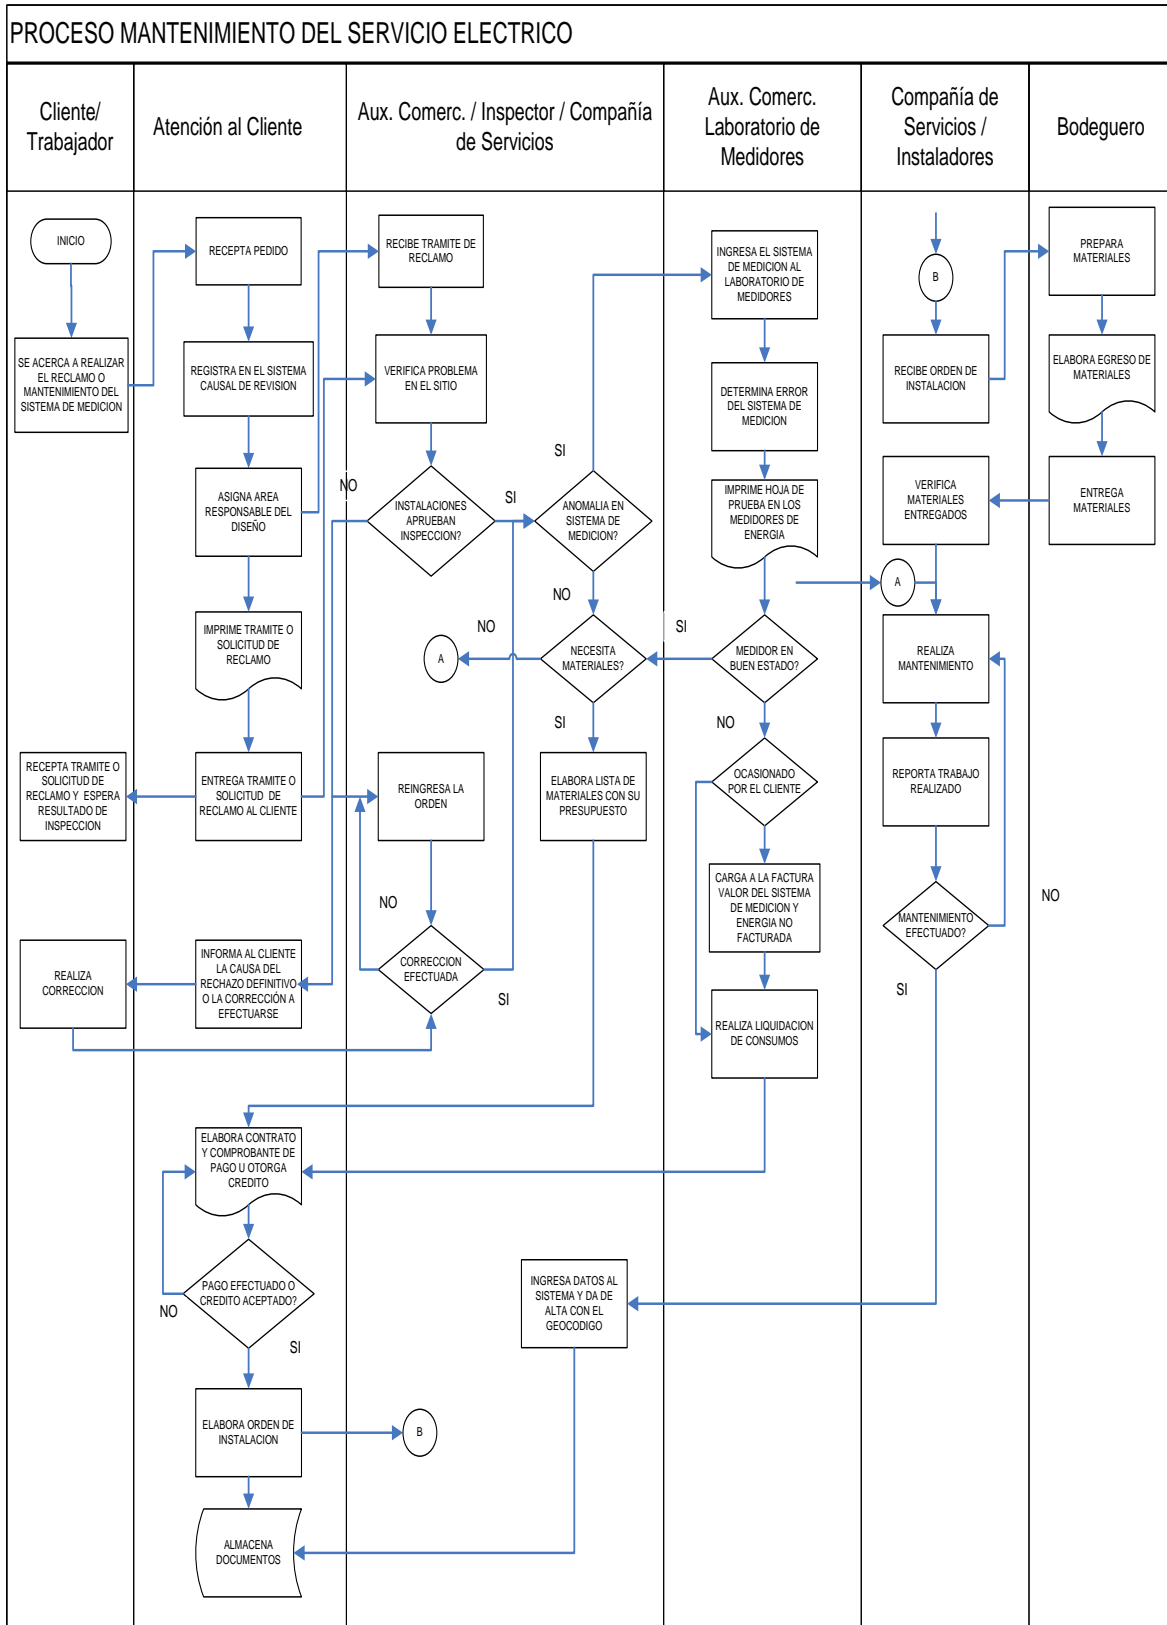 PROCESO MANTENIMIENTO DEL SERVICIO ELECTRICO
Cliente/
Trabajador
Atención al Cliente
Aux. Comerc. / Inspector / Compañía
de Servicios
Aux. Comerc.
Laboratorio de
Medidores
Compañía de
Servicios /
Instaladores
Bodeguero
INICIO
SE ACERCA A REALIZAR
EL RECLAMO O
MANTENIMIENTO DEL
SISTEMA DE MEDICION
RECEPTA TRAMITE O
SOLICITUD DE
RECLAMO Y ESPERA
RESULTADO DE
INSPECCION
REALIZA
CORRECCION
RECEPTA PEDIDO
REGISTRA EN EL SISTEMA
CAUSAL DE REVISION
ASIGNA AREA
RESPONSABLE DEL
DISEÑO
IMPRIME TRAMITE O
SOLICITUD DE
RECLAMO
ENTREGA TRAMITE O
SOLICITUD DE
RECLAMO AL CLIENTE
INFORMA AL CLIENTE
LA CAUSA DEL
RECHAZO DEFINITIVO
O LA CORRECCIÓN A
EFECTUARSE
ELABORA CONTRATO
Y COMPROBANTE DE
PAGO U OTORGA
CREDITO
PAGO EFECTUADO O
CREDITO ACEPTADO?
NO
SI
ELABORA ORDEN DE
INSTALACION
ALMACENA
DOCUMENTOS
RECIBE TRAMITE DE
RECLAMO
VERIFICA PROBLEMA
EN EL SITIO
NO
INSTALACIONES
APRUEBAN
INSPECCION?
SI
SI
ANOMALIA EN
SISTEMA DE
MEDICION?
NO
NO
A
NECESITA
MATERIALES?
SI
SI
REINGRESA LA
ORDEN
ELABORA LISTA DE
MATERIALES CON SU
PRESUPUESTO
NO
CORRECCION
EFECTUADA
SI
INGRESA DATOS AL
SISTEMA Y DA DE
ALTA CON EL
GEOCODIGO
B
INGRESA EL SISTEMA
DE MEDICION AL
LABORATORIO DE
MEDIDORES
DETERMINA ERROR
DEL SISTEMA DE
MEDICION
IMPRIME HOJA DE
PRUEBA EN LOS
MEDIDORES DE
ENERGIA
MEDIDOR EN
BUEN ESTADO?
NO
OCASIONADO
POR EL CLIENTE
CARGA A LA FACTURA
VALOR DEL SISTEMA
DE MEDICION Y
ENERGIA NO
FACTURADA
REALIZA LIQUIDACION
DE CONSUMOS
B
RECIBE ORDEN DE
INSTALACION
VERIFICA
MATERIALES
ENTREGADOS
A
REALIZA
MANTENIMIENTO
REPORTA TRABAJO
REALIZADO
MANTENIMIENTO
EFECTUADO?
SI
NO
PREPARA
MATERIALES
ELABORA EGRESO DE
MATERIALES
ENTREGA
MATERIALES